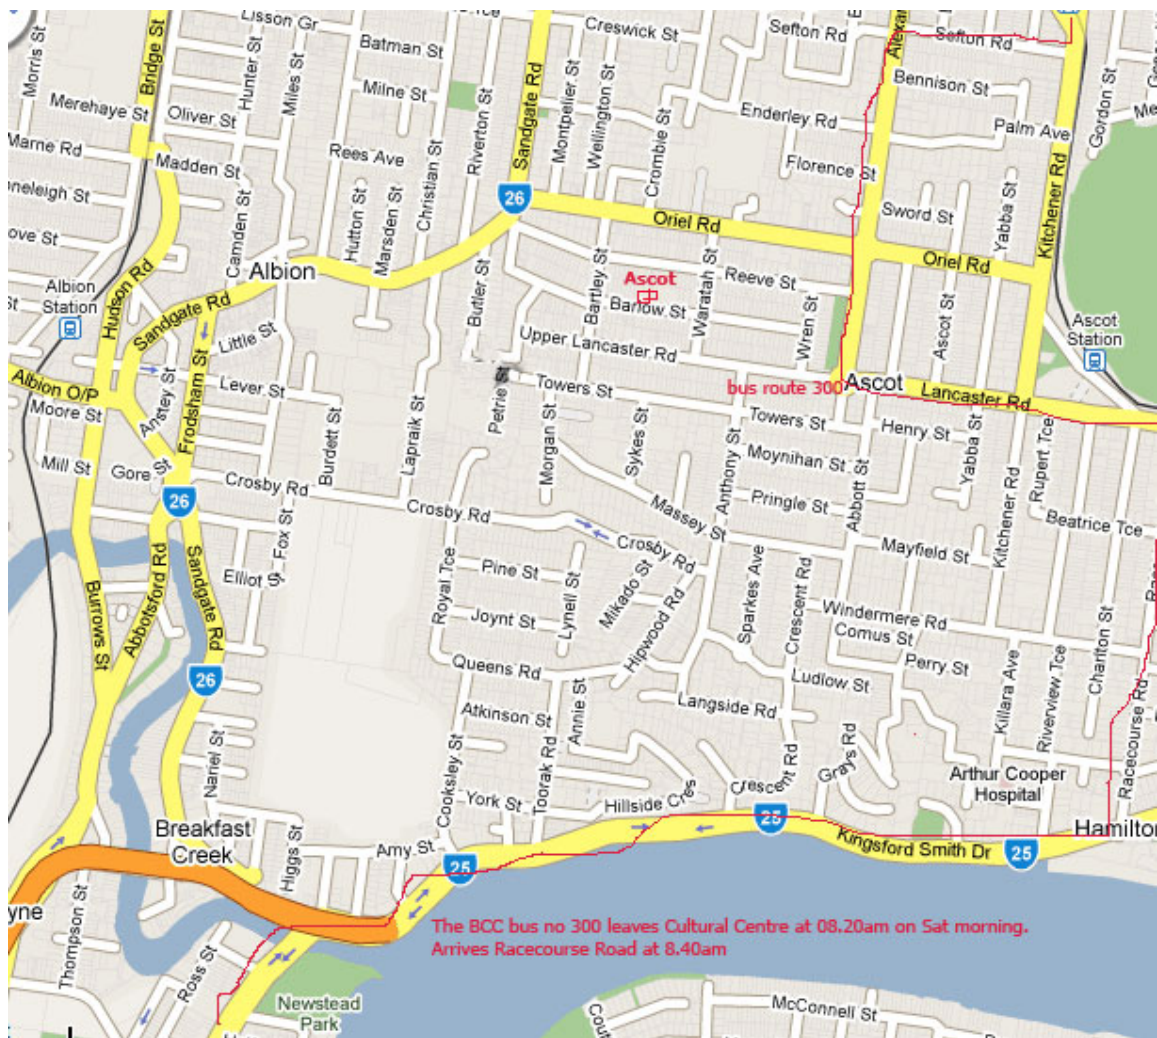 Lisson Gr
Creswick St
Sefton Rd
Sefton Rd
Batman St
Bridge St
Hunter St
Miles St
Morris St
Milne St
Bennison St
Merehaye St
Oliver St
Riverton St
Sandgate Rd
Montpelier St
Wellington St
Enderley Rd
Palm Ave
Gordon St
Marne Rd
Madden St
Rees Ave
Christian St
Crombie St
Florence St
Kitchener Rd
oneleigh St
26
Oriel Rd
Sword St
Yabba St
ove St
Camden St
Hutton St
Marsden St
Oriel Rd
Albion
Station
Hudson Rd
Albion
Butler St
Bartley St
Ascot
Waratah St
Reeve St
Barlow St
Sandgate Rd
Little St
Upper Lancaster Rd
Wren St
Ascot St
Ascot
Station
Albion O/P
Anstey St
Frodsham St
Lever St
Petrie St
Towers St
bus route 300
Ascot
Lancaster Rd
Moore St
Burdett St
Lapraik St
Morgan St
Sykes St
Anthony St
Towers St
Henry St
Moynihan St
Yabba St
Rupert Tce
Mill St
Gore St
Crosby Rd
Pringle St
Abbott St
Kitchener Rd
26
Crosby Rd
Massey St
Beatrice Tce
Fox St
Crosby Rd
Mayfield St
Burrows St
Abbotsford Rd
Sandgate Rd
Elliot St
Royal Tce
Pine St
Lynell St
Mikado St
Hipwood Rd
Sparkes Ave
Crescent Rd
Joynt St
Windermere Rd
Comus St
Charlton St
26
Queens Rd
Perry St
Ludlow St
Killara Ave
Riverview Tce
Racecourse Rd
Atkinson St
Annie St
Langside Rd
Nariel St
Cooksley St
Toorak Rd
Crescent Rd
Grays Rd
Arthur Cooper
Hospital
York St
Hillside Cres
Crescent
Breakfast
Creek
Higgs St
Amy St
25
25
Kingsford Smith Dr
25
Hamilton
yne
Thompson St
The BCC bus no 300 leaves Cultural Centre at 08.20am on Sat morning.
Arrives Racecourse Road at 8.40am
Ross St
Newstead
Park
McConnell St